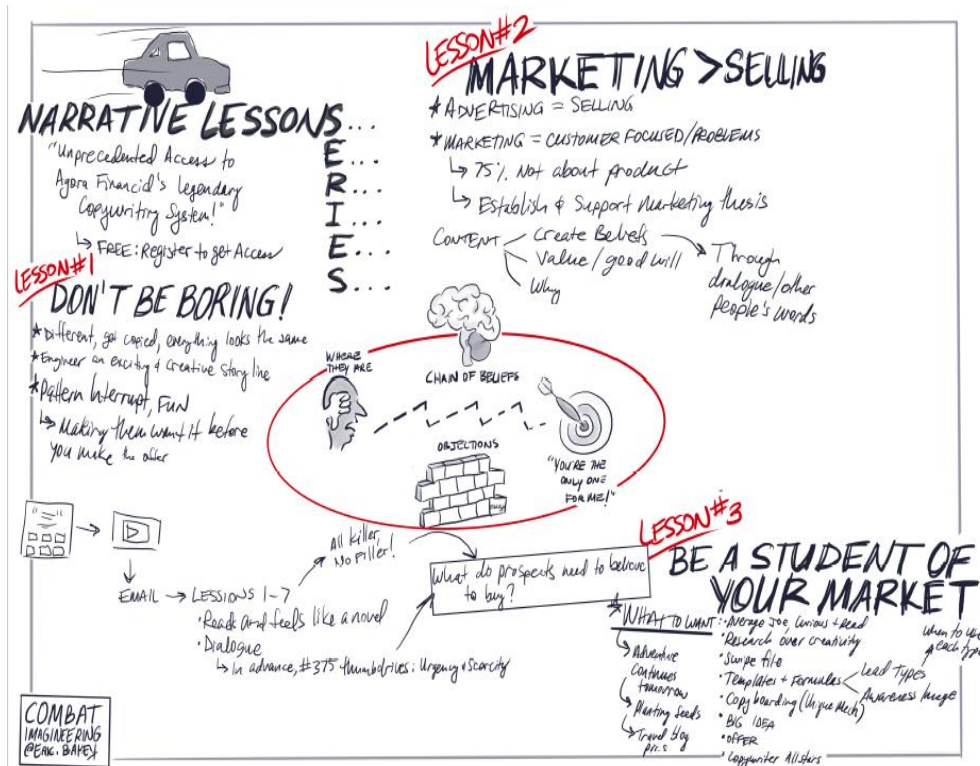 NARRATIVE LESSONS...
E...
R...
I...
E...
S...
"Unprecedented Access to
Agora Financial's legendary
Copywriting System!"
↳ FREE: Register to get Access
LESSON #1
DON'T BE BORING!
* Different, get copied, everything looks the same
* Engineer an exciting & creative story line
* Pattern Interrupt, FUN
↳ Making them want it before
you make the offer
LESSON #2
MARKETING > SELLING
* ADVERTISING = SELLING
* MARKETING = CUSTOMER FOCUSED/PROBLEMS
↳ 75% Not about product
↳ Establish & Support marketing thesis
CONTENT
Create Beliefs
Value/good will
Why
Through
dialogue/other
people's words
WHERE
THEY ARE
CHAIN OF BELIEFS
OBJECTIONS
"YOU'RE THE
ONLY ONE
FOR ME!"
EMAIL → LESSIONS 1-7
All killer
No Filler!
• Reads and feels like a novel
• Dialogue
↳ In advance, #375 thumbdrives: Urgency & Scarcity
What do prospects need to believe
to buy?
LESSON #3
BE A STUDENT OF
YOUR MARKET
* WHAT TO WANT:
↳ Adventure
Continues
tomorrow
↳ Planting Seeds
↳ Travel blog
• Average Joe, Curious + Read
• Research over creativity
• Swipe file
• Templates + Formulas
Lead Types
Awareness Image
when to
each type
• Copy boarding (Unique Mech)
• BIG IDEA
• OFFER
• Copywriter Allstars
COMBAT
IMAGINEERING